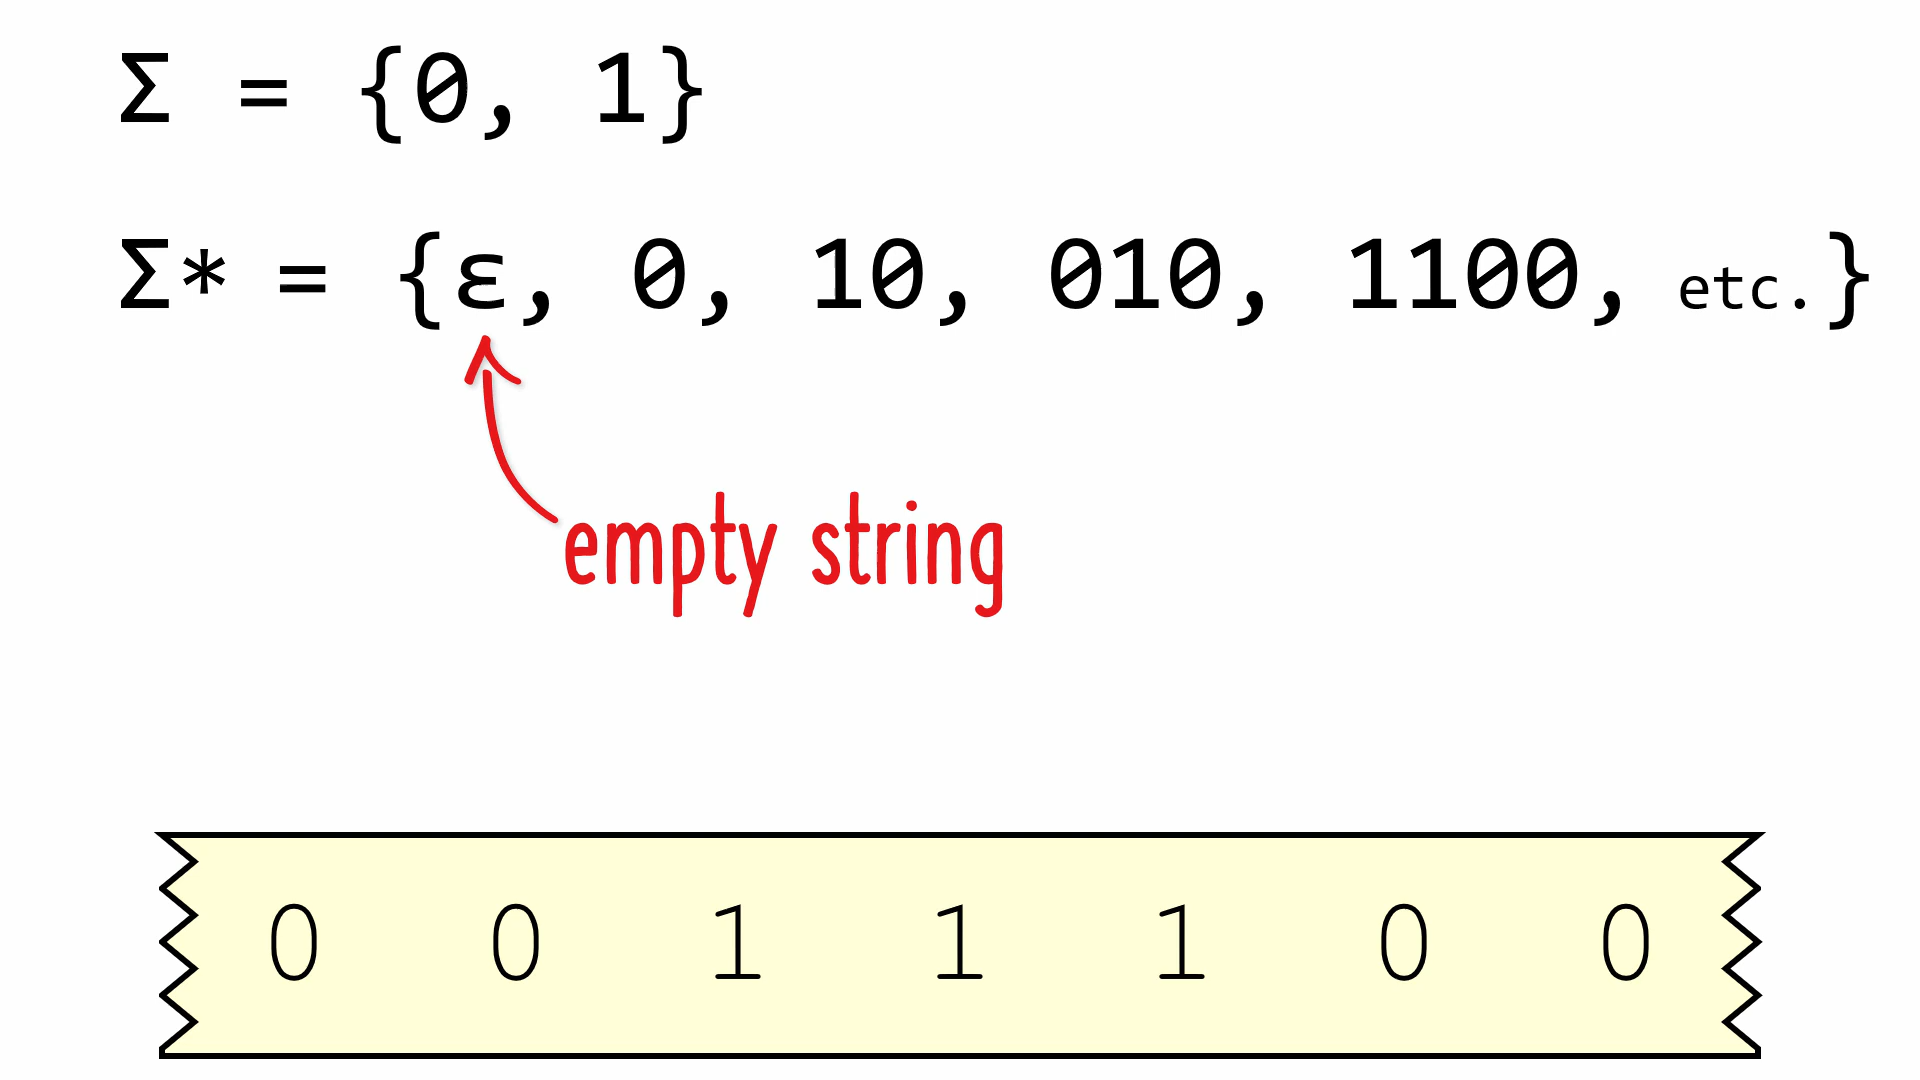 Σ = {0, 1}
Σ* = {ε, 0, 10, 010, 1100, etc.}
empty string
0 0 1 1 1 0 0